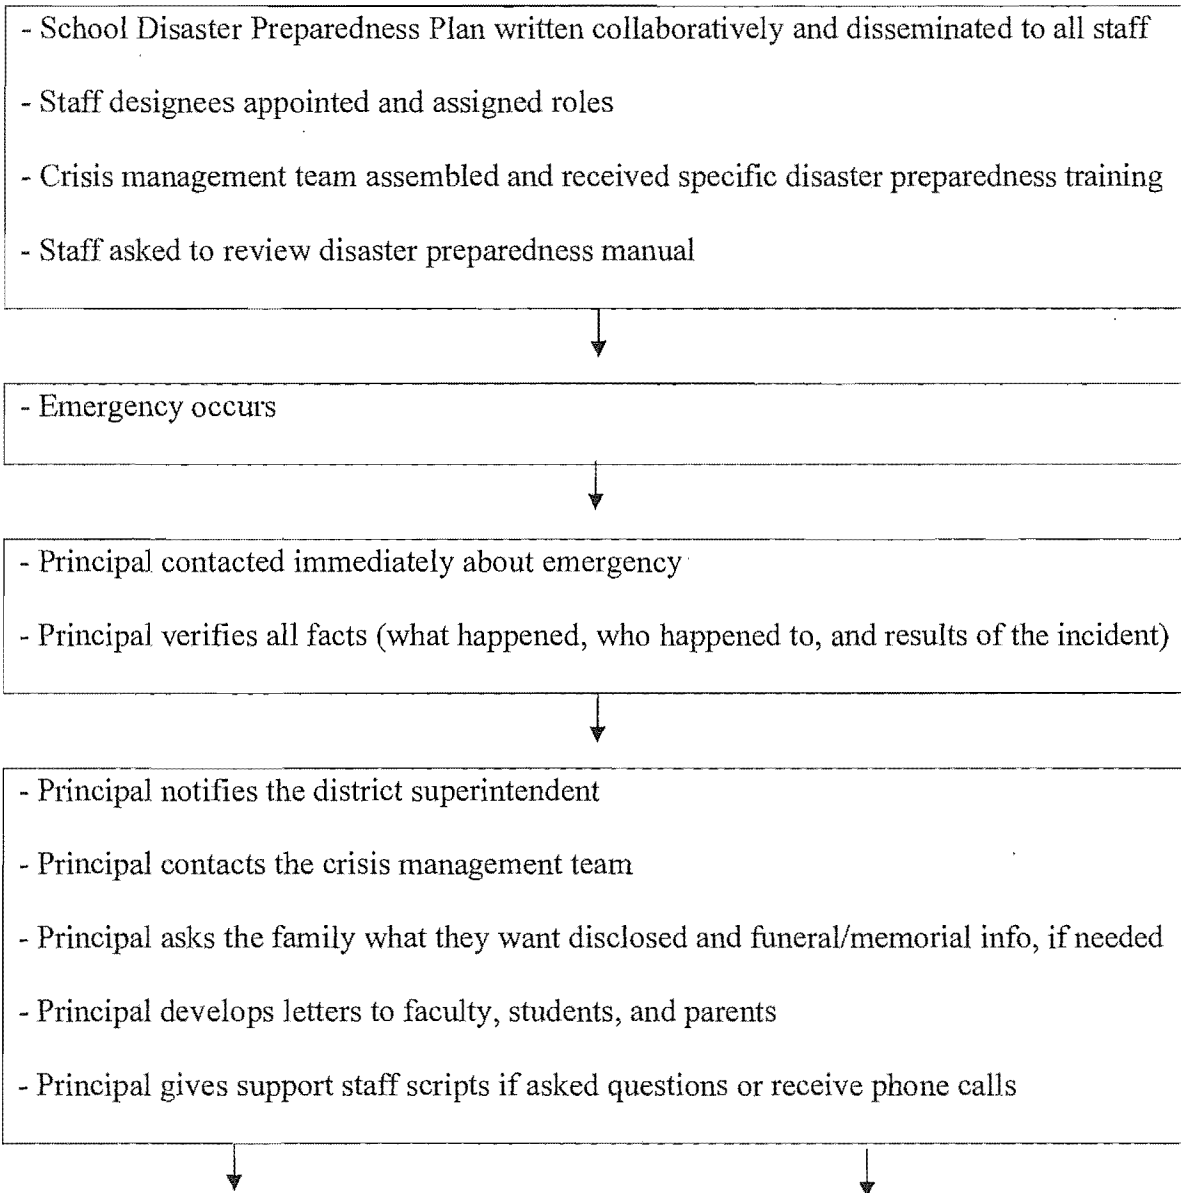 - School Disaster Preparedness Plan written collaboratively and disseminated to all staff
- Staff designees appointed and assigned roles
- Crisis management team assembled and received specific disaster preparedness training
- Staff asked to review disaster preparedness manual
- Emergency occurs
- Principal contacted immediately about emergency
- Principal verifies all facts (what happened, who happened to, and results of the incident)
- Principal notifies the district superintendent
- Principal contacts the crisis management team
- Principal asks the family what they want disclosed and funeral/memorial info, if needed
- Principal develops letters to faculty, students, and parents
- Principal gives support staff scripts if asked questions or receive phone calls